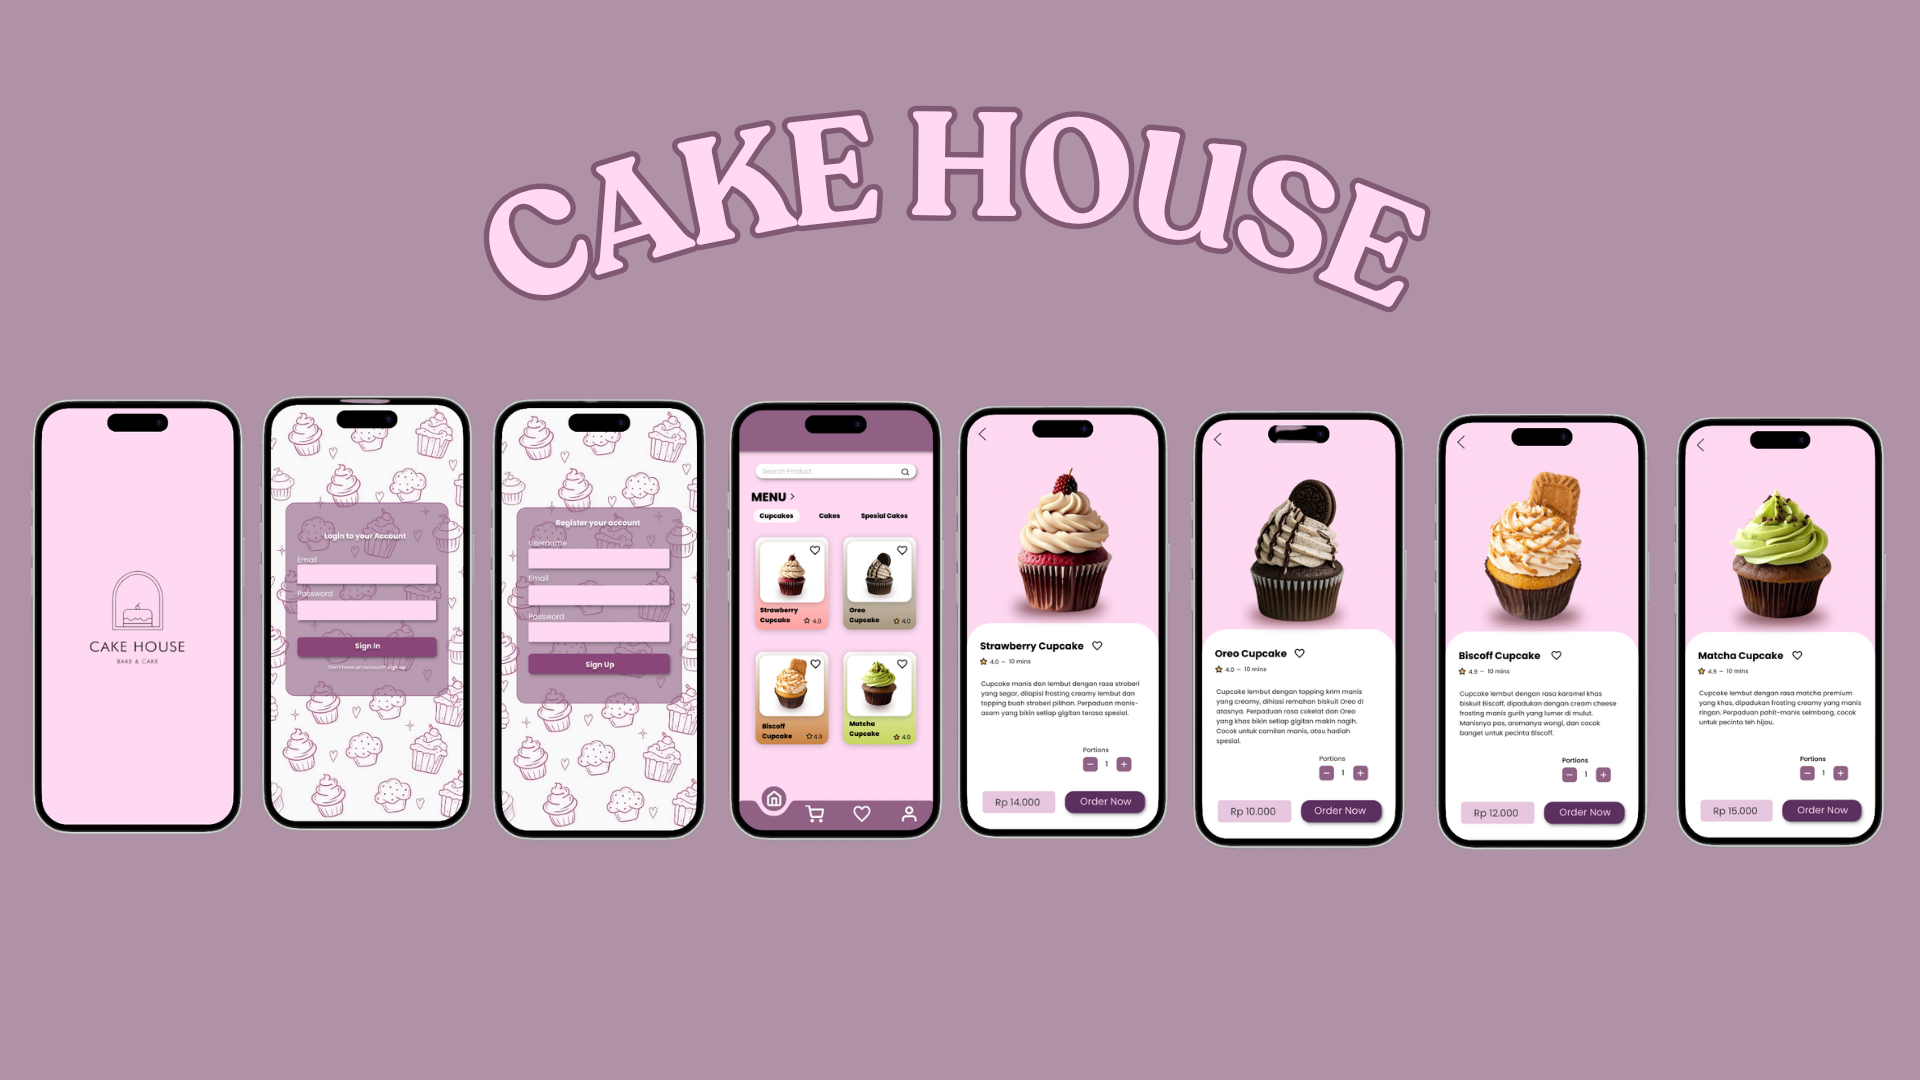 CAKE HOUSE
CAKE HOUSE
BAKE & CAKE
Login to your Account
Email
Password
Sign In
Don't have an account? sign up
Register your account
Username
Email
Password
Sign Up
Search Product
MENU >
Cupcakes Cakes Spesial Cakes
Strawberry
Cupcake 4.0
Oreo
Cupcake 4.0
Biscoff
Cupcake 4.9
Matcha
Cupcake 4.9
Strawberry Cupcake
4.0 – 10 mins
Cupcake manis dan lembut dengan rasa stroberi
yang segar, dilapisi frosting creamy lembut dan
topping buah stroberi pilihan. Perpaduan manis-
asam yang bikin setiap gigitan terasa spesial.
Portions
− 1 +
Rp 14.000 Order Now
Oreo Cupcake
4.0 – 10 mins
Cupcake lembut dengan topping krim manis
yang creamy, dihiasi remahan biskuit Oreo di
atasnya. Perpaduan rasa cokelat dan Oreo
yang khas bikin setiap gigitan makin nagih.
Cocok untuk camilan manis, atau hadiah
spesial.
Portions
− 1 +
Rp 10.000 Order Now
Biscoff Cupcake
4.9 – 10 mins
Cupcake lembut dengan rasa karamel khas
biskuit Biscoff, dipadukan dengan cream cheese
frosting manis gurih yang lumer di mulut.
Manisnya pas, aromanya wangi, dan cocok
banget untuk pecinta Biscoff.
Portions
− 1 +
Rp 12.000 Order Now
Matcha Cupcake
4.9 – 10 mins
Cupcake lembut dengan rasa matcha premium
yang khas, dipadukan frosting creamy yang manis
ringan. Perpaduan pahit-manis seimbang, cocok
untuk pecinta teh hijau.
Portions
− 1 +
Rp 15.000 Order Now